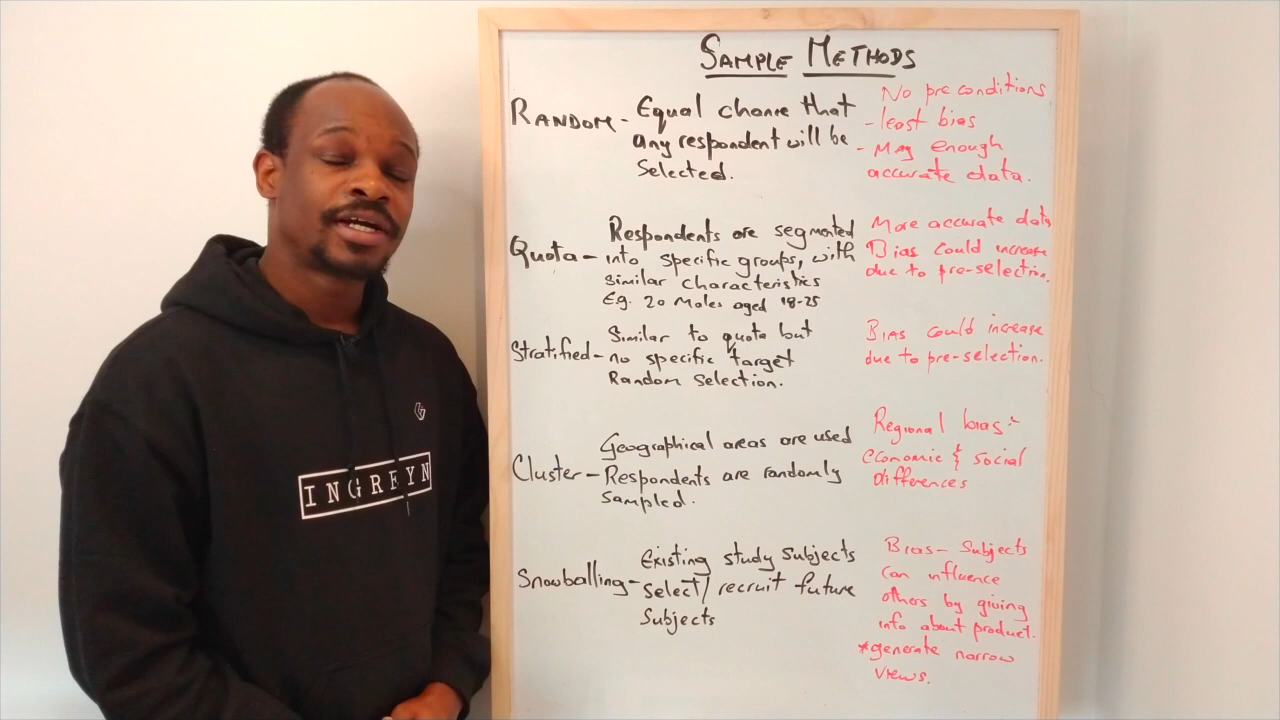 SAMPLE METHODS
RANDOM - Equal chance that
any respondent will be
Selected.
No pre conditions
- least bias
- May enough
accurate data.
Quota - Respondents are segmented
into specific groups, with
similar characteristics
Eg. 20 Males aged 18-25
More accurate data
Bias could increase
due to pre-selection.
Stratified - Similar to quota but
no specific target
Random Selection.
Bias could increase
due to pre-selection.
Cluster - Geographical areas are used
Respondents are randomly
Sampled.
Regional bias:-
economic & social
differences
Snowballing - Existing study subjects
Select/recruit future
Subjects
Bias - Subjects
can influence
others by giving
info about product.
*generate narrow
views.
INGREYN